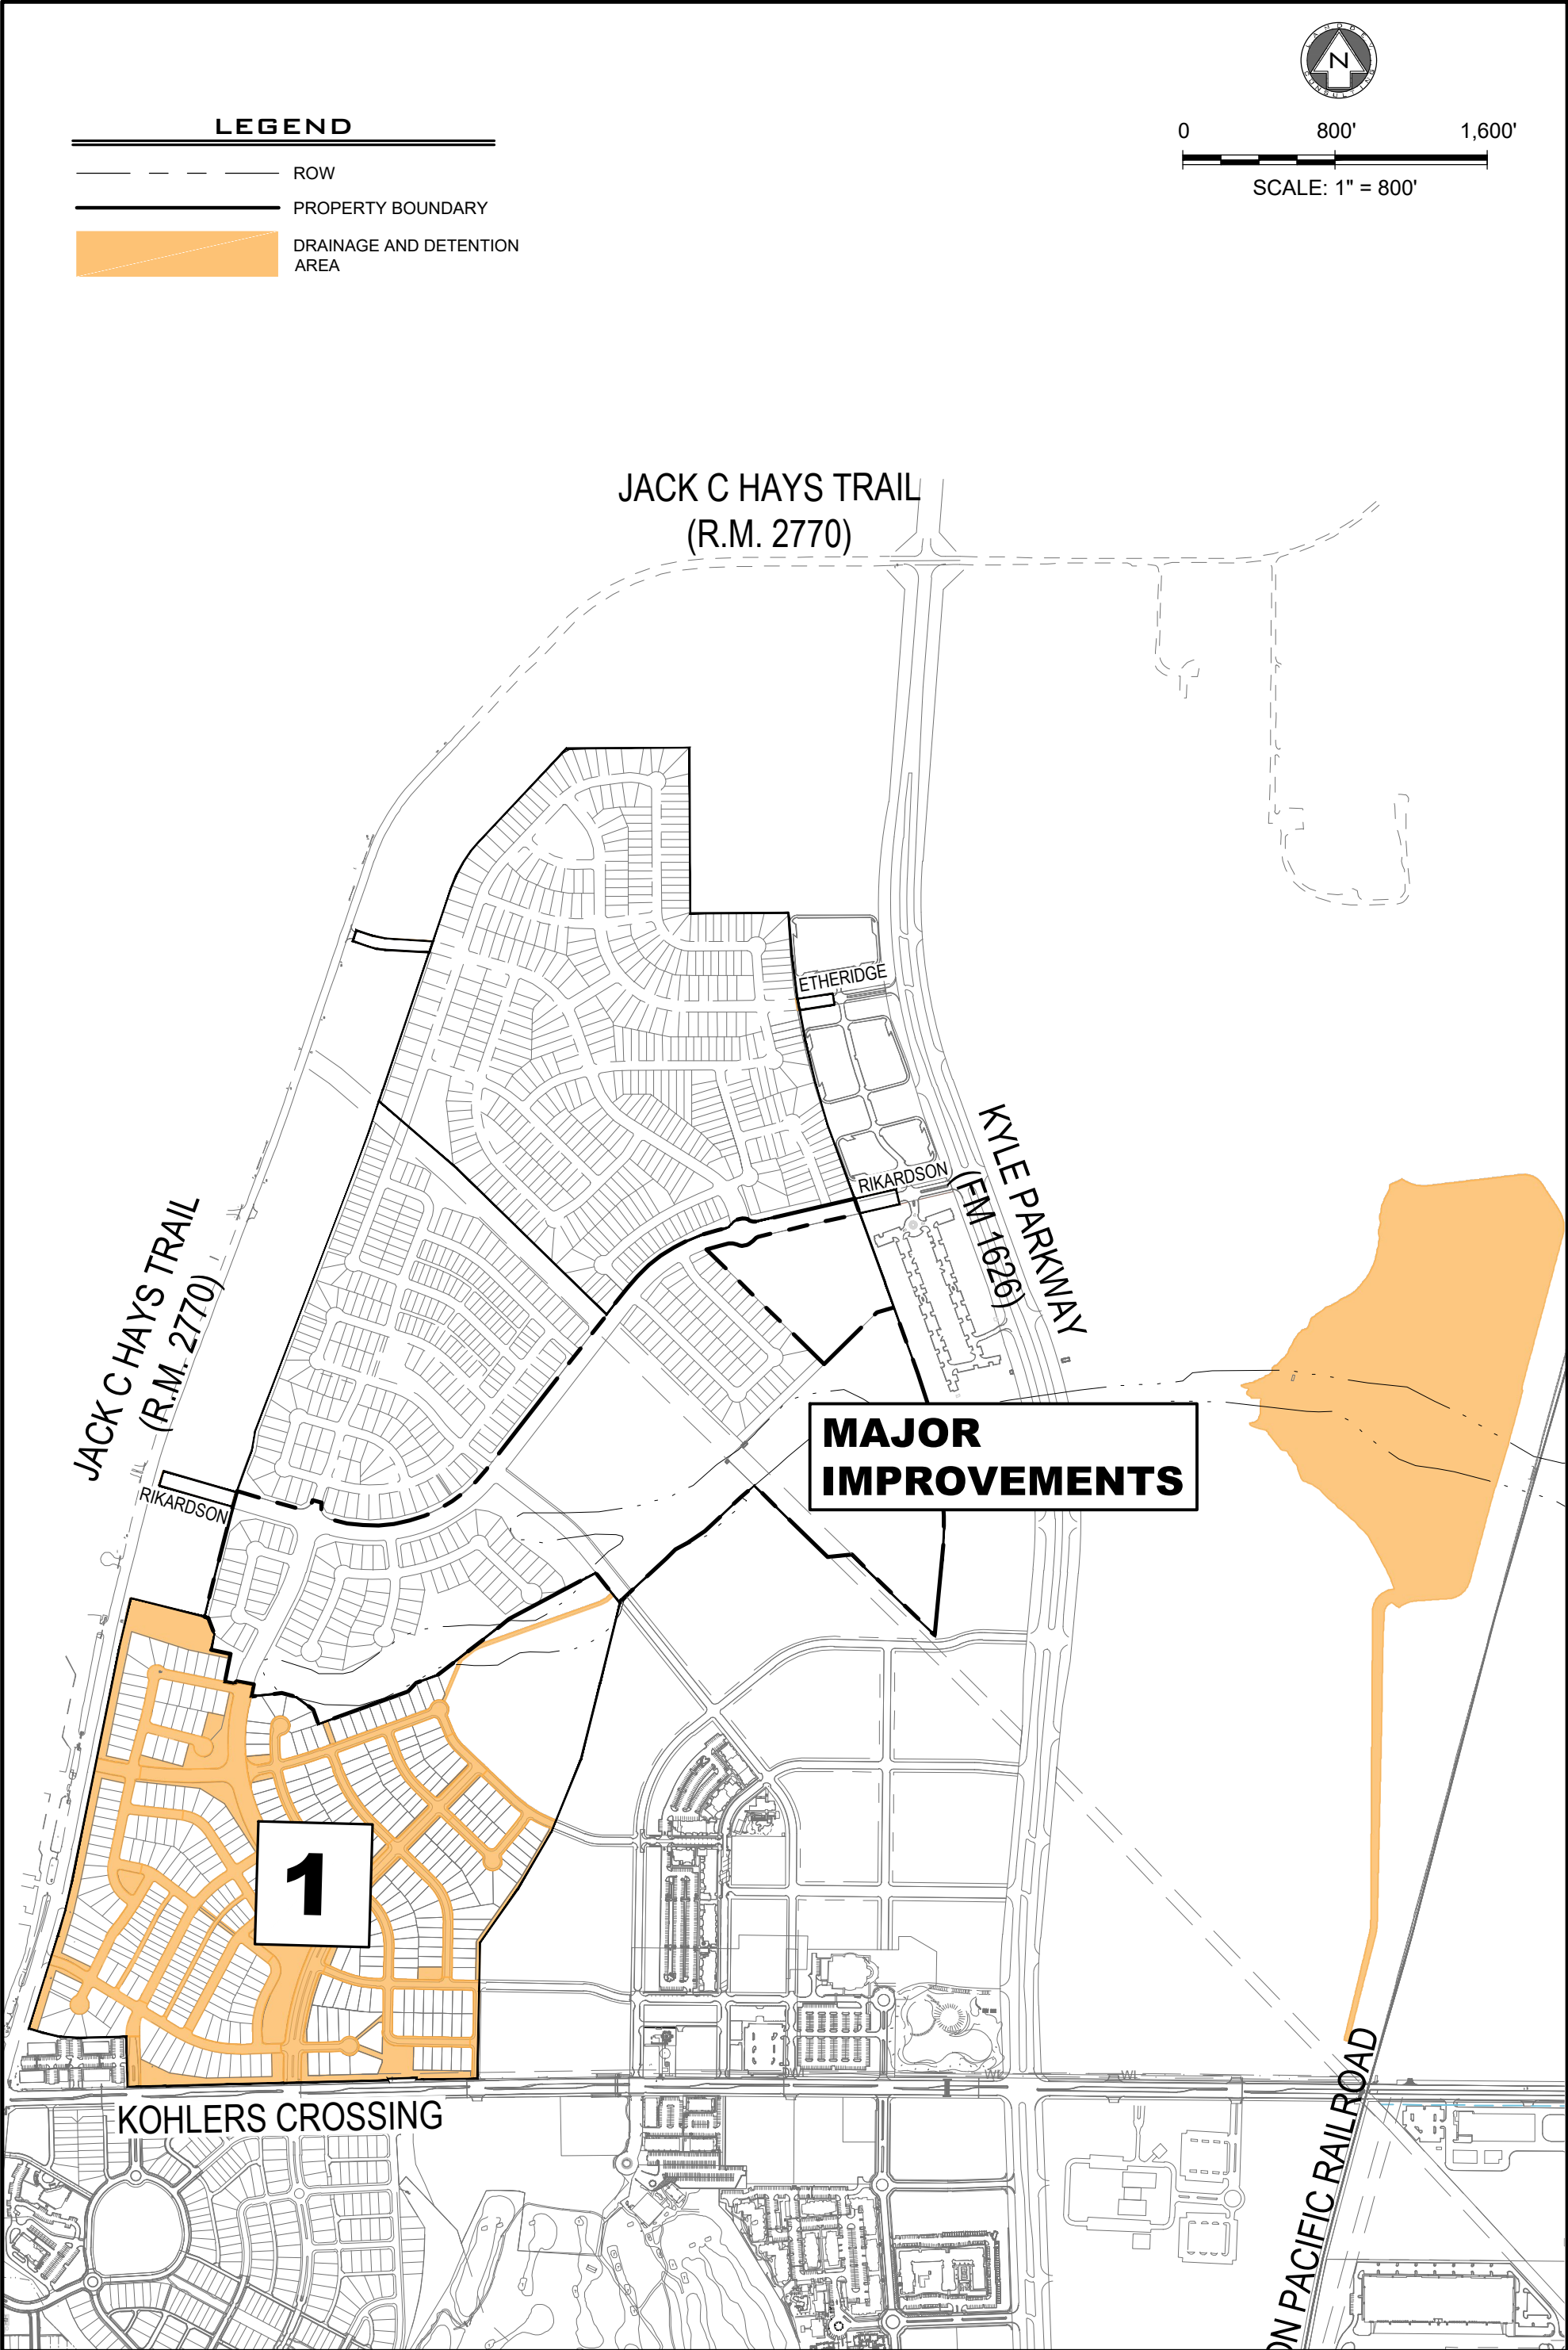 LANDDEV
N
CONSULTING
LEGEND
0 800' 1,600'
SCALE: 1" = 800'
ROW
PROPERTY BOUNDARY
DRAINAGE AND DETENTION
AREA
JACK C HAYS TRAIL
(R.M. 2770)
ETHERIDGE
RIKARDSON
KYLE PARKWAY
(FM 1626)
JACK C HAYS TRAIL
(R.M. 2770)
MAJOR
IMPROVEMENTS
RIKARDSON
1
KOHLERS CROSSING
ON PACIFIC RAILROAD